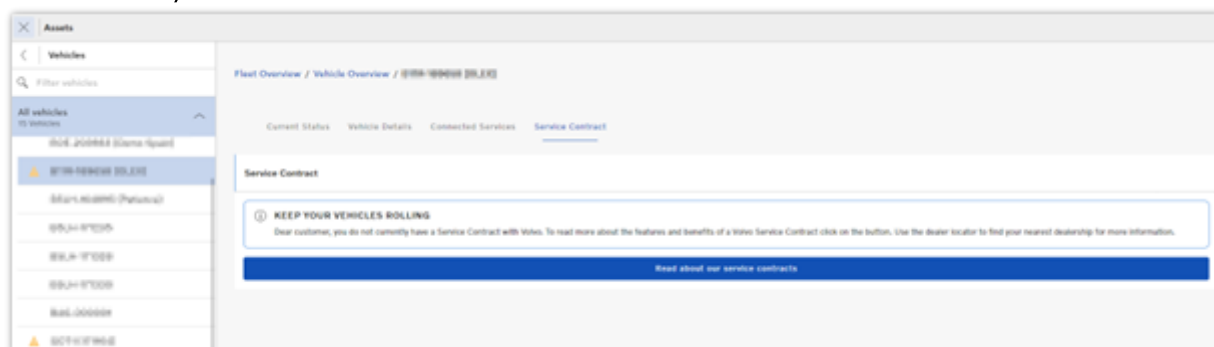 Assets
Vehicles
Filter vehicles
All vehicles
15 Vehicles
Fleet Overview / Vehicle Overview /
Current Status Vehicle Details Connected Services Service Contract
Service Contract
KEEP YOUR VEHICLES ROLLING
Dear customer, you do not currently have a Service Contract with Volvo. To read more about the features and benefits of a Volvo Service Contract click on the button. Use the dealer locator to find your nearest dealership for more information.
Read about our service contracts